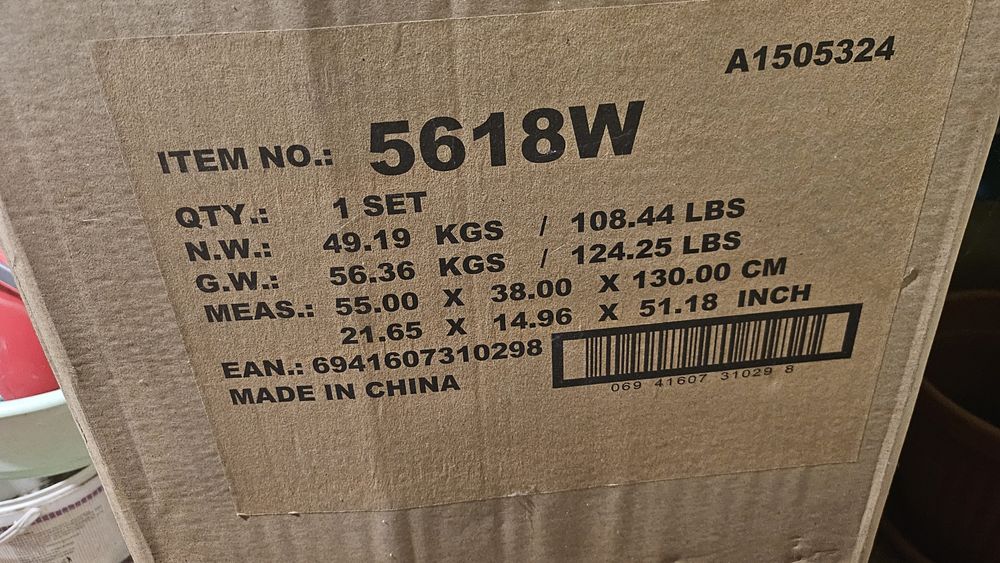 A1505324
ITEM NO.: 5618W
QTY.: 1 SET
N.W.: 49.19 KGS / 108.44 LBS
G.W.: 56.36 KGS / 124.25 LBS
MEAS.: 55.00 X 38.00 X 130.00 CM
21.65 X 14.96 X 51.18 INCH
EAN.: 6941607310298
069 41607 31029 8
MADE IN CHINA